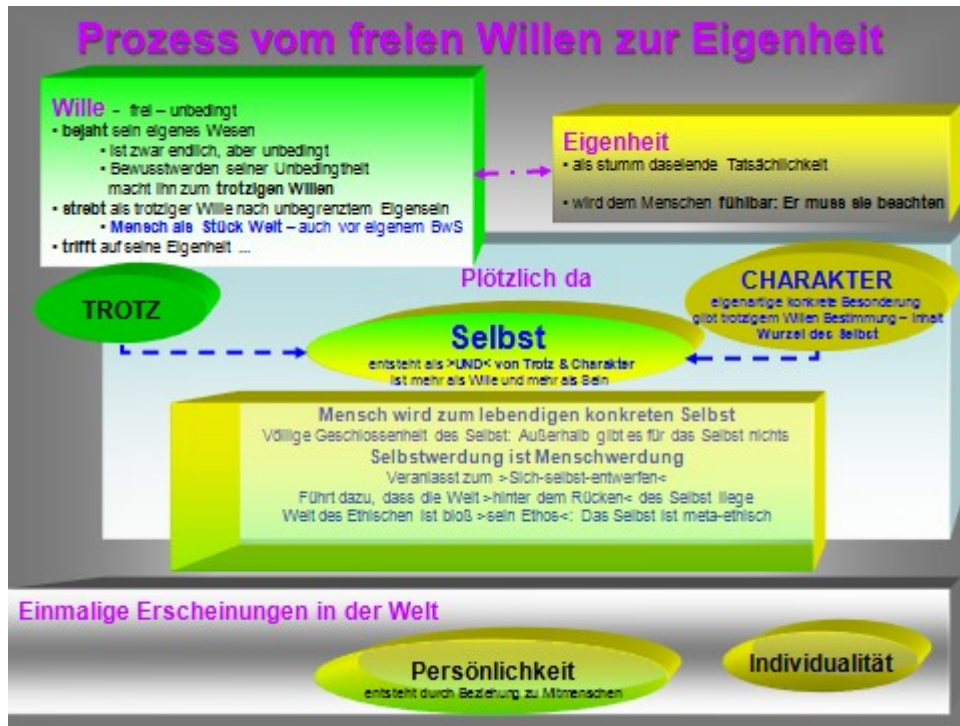 Prozess vom freien Willen zur Eigenheit
Wille - frei – unbedingt
• bejaht sein eigenes Wesen
• ist zwar endlich, aber unbedingt
• Bewusstwerden seiner Unbedingtheit
macht ihn zum trotzigen Willen
• strebt als trotziger Wille nach unbegrenztem Eigensein
• Mensch als Stück Welt – auch vor eigenem BwS
• trifft auf seine Eigenheit ...
Eigenheit
• als stumm daseiende Tatsächlichkeit
• wird dem Menschen fühlbar: Er muss sie beachten
Plötzlich da
TROTZ
CHARAKTER
eigenartige konkrete Besonderung
gibt trotzigem Willen Bestimmung – Inhalt
Wurzel des Selbst
Selbst
entsteht als >UND< von Trotz & Charakter
ist mehr als Wille und mehr als Sein
Mensch wird zum lebendigen konkreten Selbst
Völlige Geschlossenheit des Selbst: Außerhalb gibt es für das Selbst nichts
Selbstwerdung ist Menschwerdung
Veranlasst zum >Sich-selbst-entwerfen<
Führt dazu, dass die Welt >hinter dem Rücken< des Selbst liege
Welt des Ethischen ist bloß >sein Ethos<: Das Selbst ist meta-ethisch
Einmalige Erscheinungen in der Welt
Persönlichkeit
entsteht durch Beziehung zu Mitmenschen
Individualität